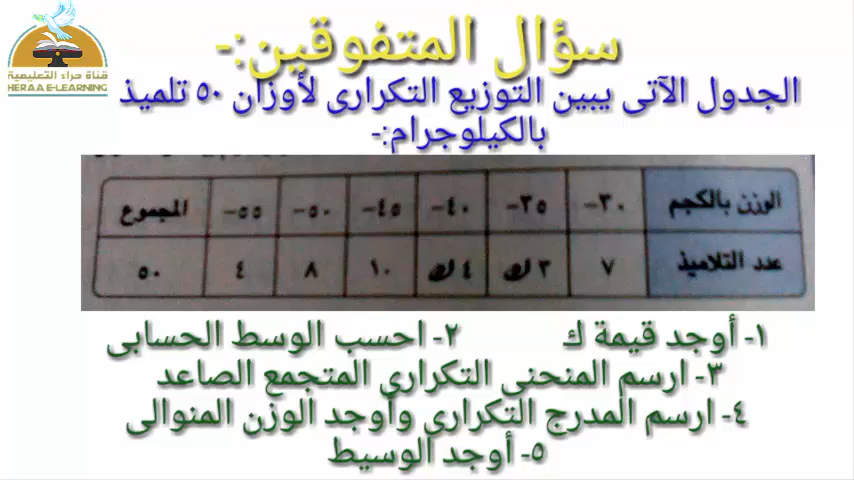 قناة حراء التعليمية
HERAA E-LEARNING
سؤال المتفوقين:-
الجدول الآتى يبين التوزيع التكرارى لأوزان ٥٠ تلميذ
بالكيلوجرام:-
الوزن بالكجم ٣٠- ٣٥- ٤٠- ٤٥- ٥٠- ٥٥- المجموع
عدد التلاميذ ٧ ٣ ك ٤ ك ١٠ ٨ ٤ ٥٠
١- أوجد قيمة ك ٢- احسب الوسط الحسابى
٣- ارسم المنحنى التكرارى المتجمع الصاعد
٤- ارسم المدرج التكرارى وأوجد الوزن المنوالى
٥- أوجد الوسيط